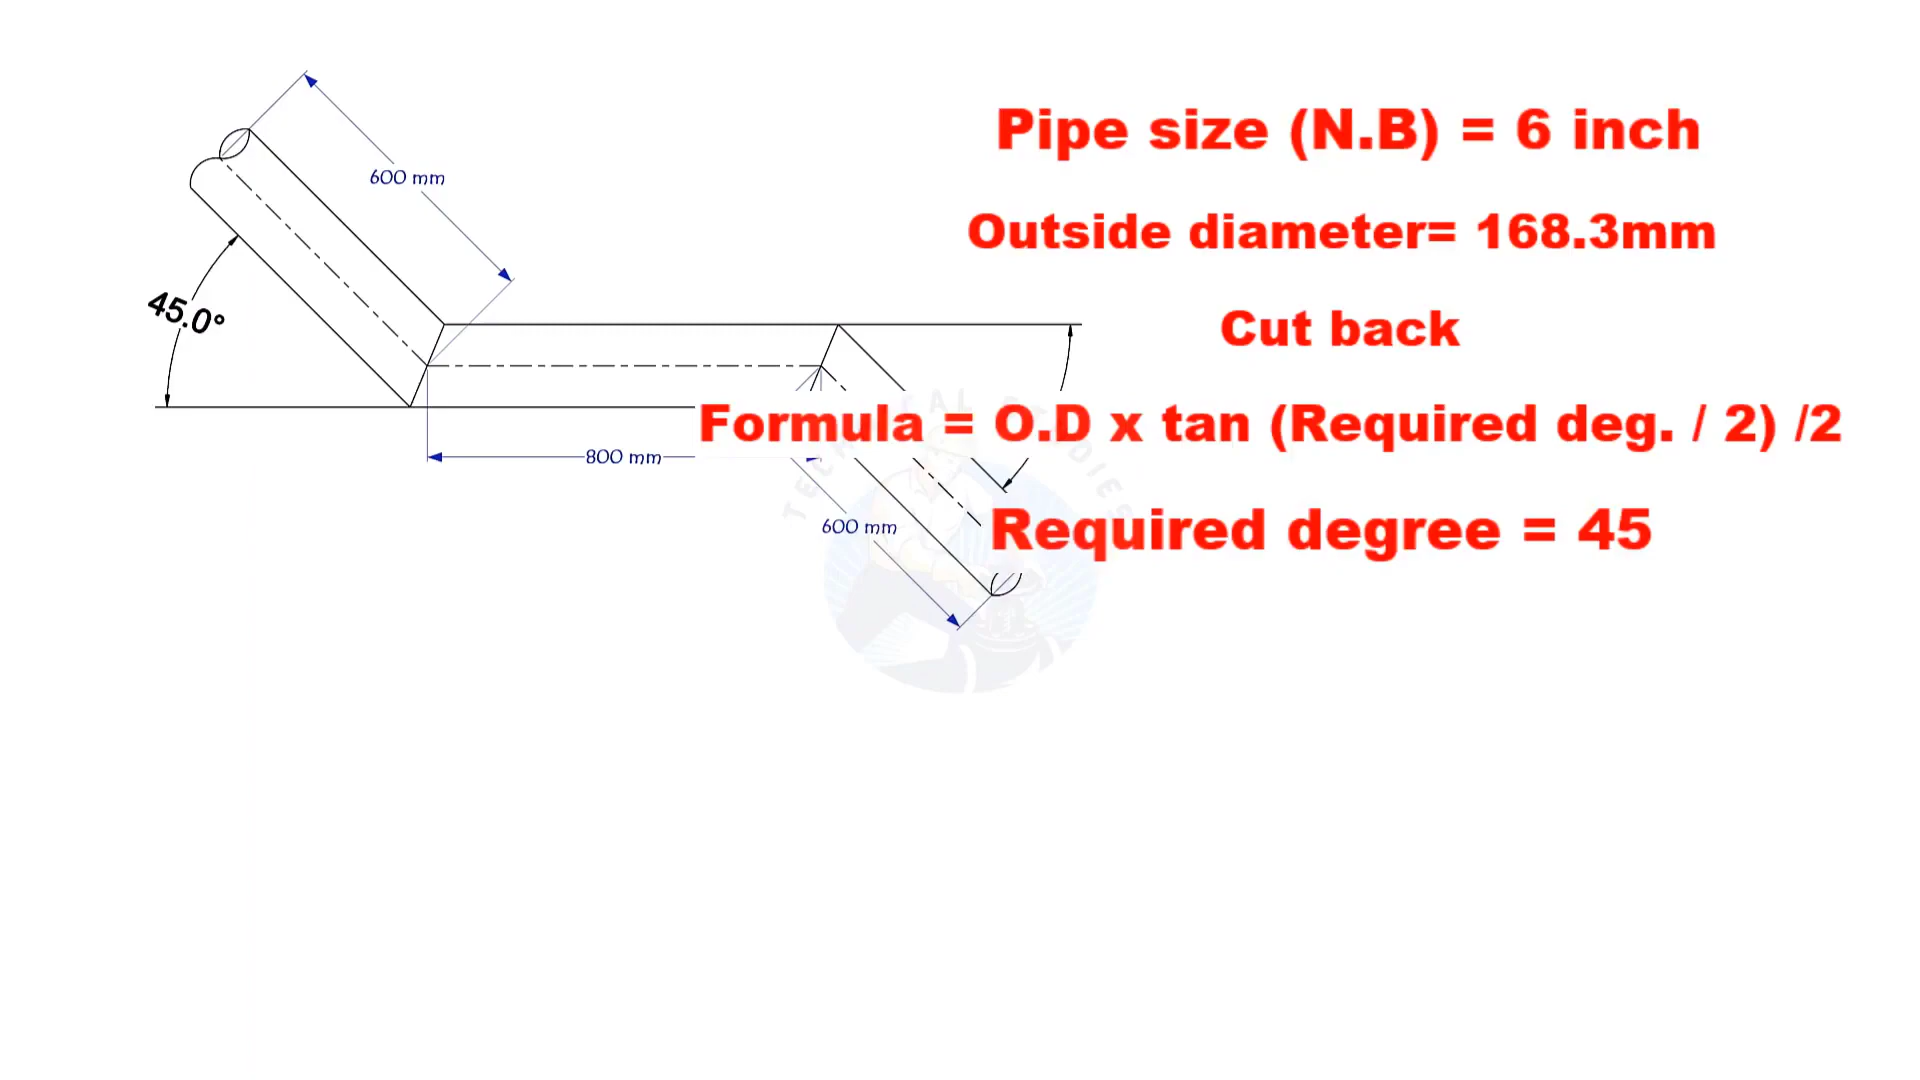 600 mm
Pipe size (N.B) = 6 inch
Outside diameter= 168.3mm
45.0°
Cut back
Formula = O.D x tan (Required deg. / 2) /2
800 mm
600 mm
Required degree = 45